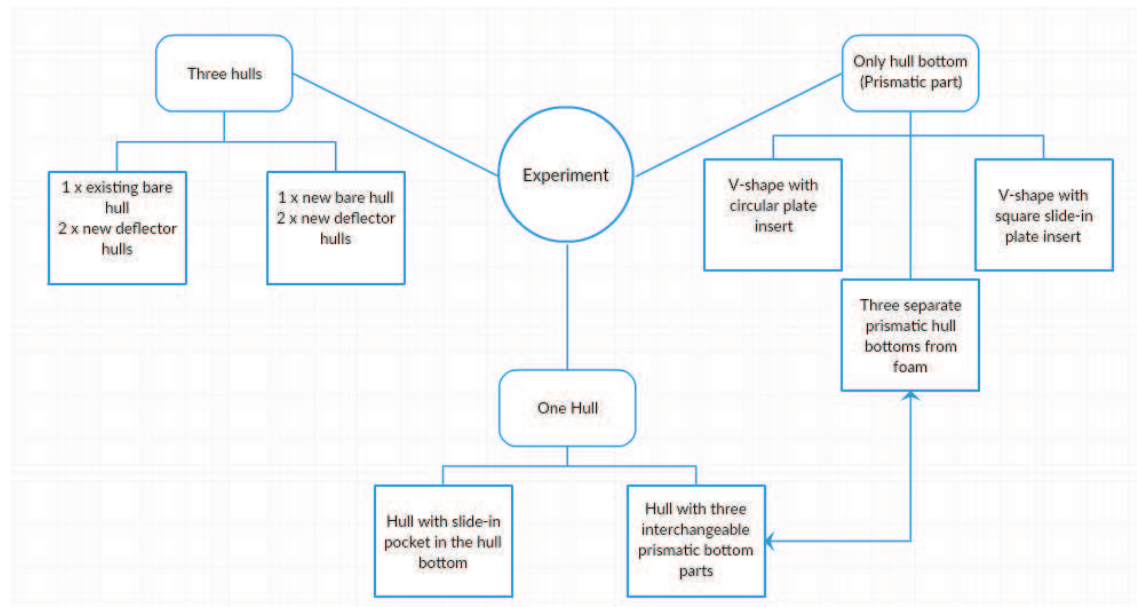 Three hulls
Only hull bottom
(Prismatic part)
Experiment
1 x existing bare
hull
2 x new deflector
hulls
1 x new bare hull
2 x new deflector
hulls
V-shape with
circular plate
insert
V-shape with
square slide-in
plate insert
Three separate
prismatic hull
bottoms from
foam
One Hull
Hull with slide-in
pocket in the hull
bottom
Hull with three
interchangeable
prismatic bottom
parts